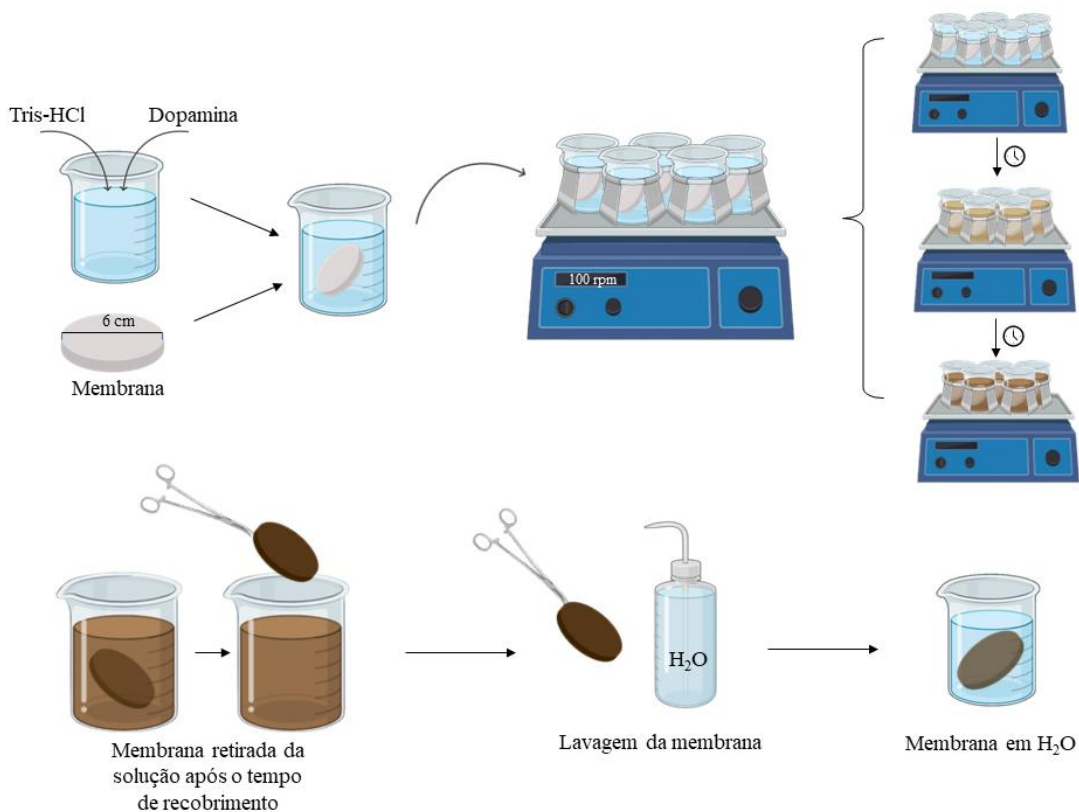 Tris-HCl
Dopamina
6 cm
Membrana
100 rpm
Membrana retirada da
solução após o tempo
de recobrimento
H₂O
Lavagem da membrana
Membrana em H₂O